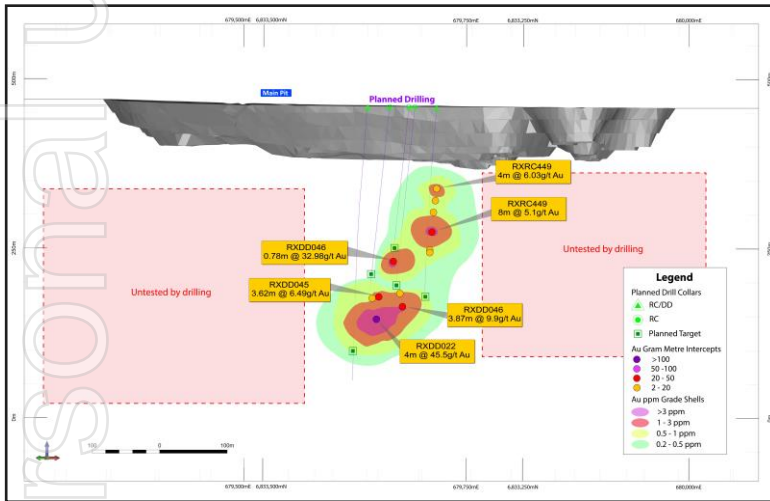 679,500mE
6,833,500mN
679,750mE
6,833,250mN
680,000mE
500m
Main Pit
Planned Drilling
RXRC449
4m @ 6.03g/t Au
RXRC449
8m @ 5.1g/t Au
250m
RXDD046
0.78m @ 32.98g/t Au
Untested by drilling
Untested by drilling
RXDD045
3.62m @ 6.49g/t Au
RXDD046
3.87m @ 9.9g/t Au
RXDD022
4m @ 45.5g/t Au
Legend
Planned Drill Collars
RC/DD
RC
Planned Target
Au Gram Metre Intercepts
>100
50 -100
20 - 50
2 - 20
Au ppm Grade Shells
>3 ppm
1 - 3 ppm
0.5 - 1 ppm
0.2 - 0.5 ppm
0m
100
0
100m
679,500mE
6,833,500mN
679,750mE
6,833,250mN
680,000mE
rsonal u